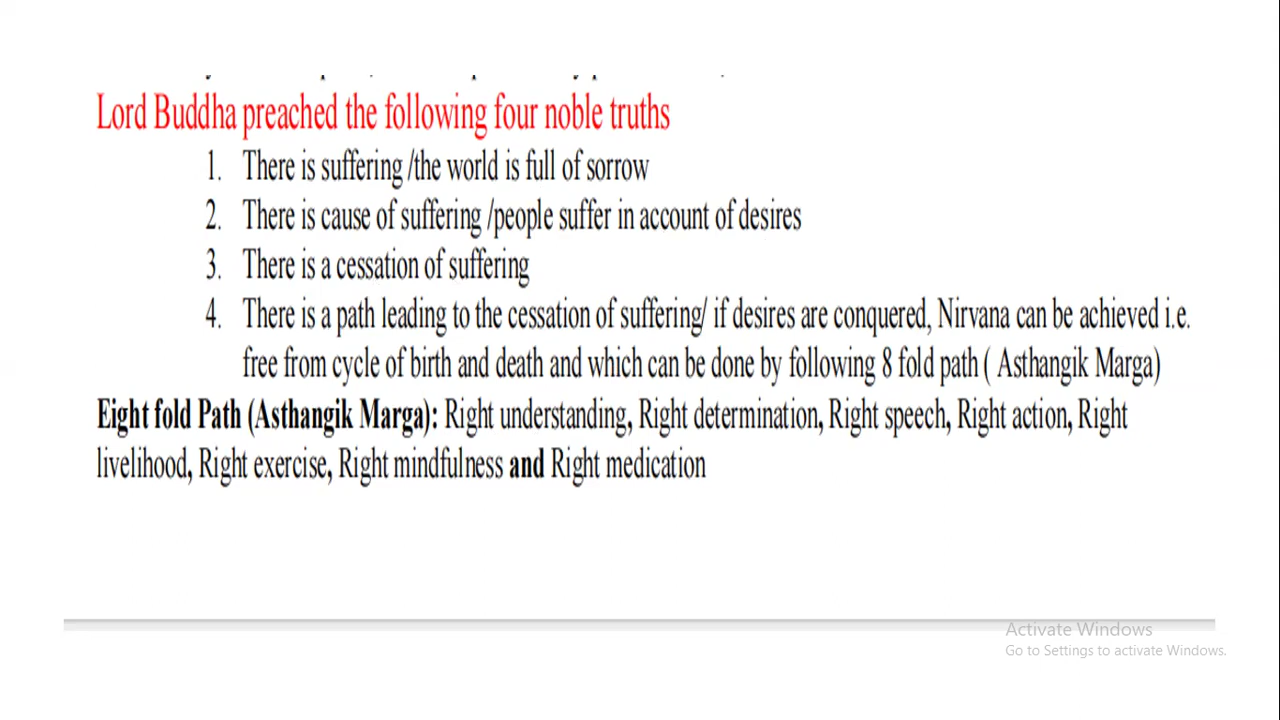 Lord Buddha preached the following four noble truths
1. There is suffering /the world is full of sorrow
2. There is cause of suffering /people suffer in account of desires
3. There is a cessation of suffering
4. There is a path leading to the cessation of suffering/ if desires are conquered, Nirvana can be achieved i.e.
free from cycle of birth and death and which can be done by following 8 fold path ( Asthangik Marga)
Eight fold Path (Asthangik Marga): Right understanding, Right determination, Right speech, Right action, Right
livelihood, Right exercise, Right mindfulness and Right medication
Activate Windows
Go to Settings to activate Windows.